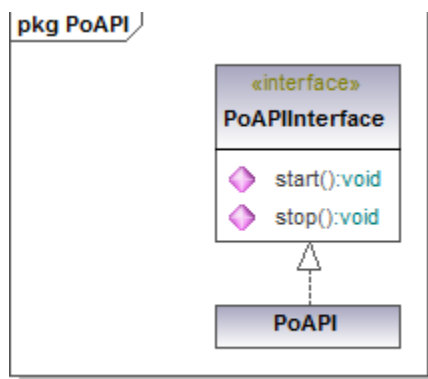 pkg PoAPI
«interface»
PoAPIInterface
start():void
stop():void
PoAPI